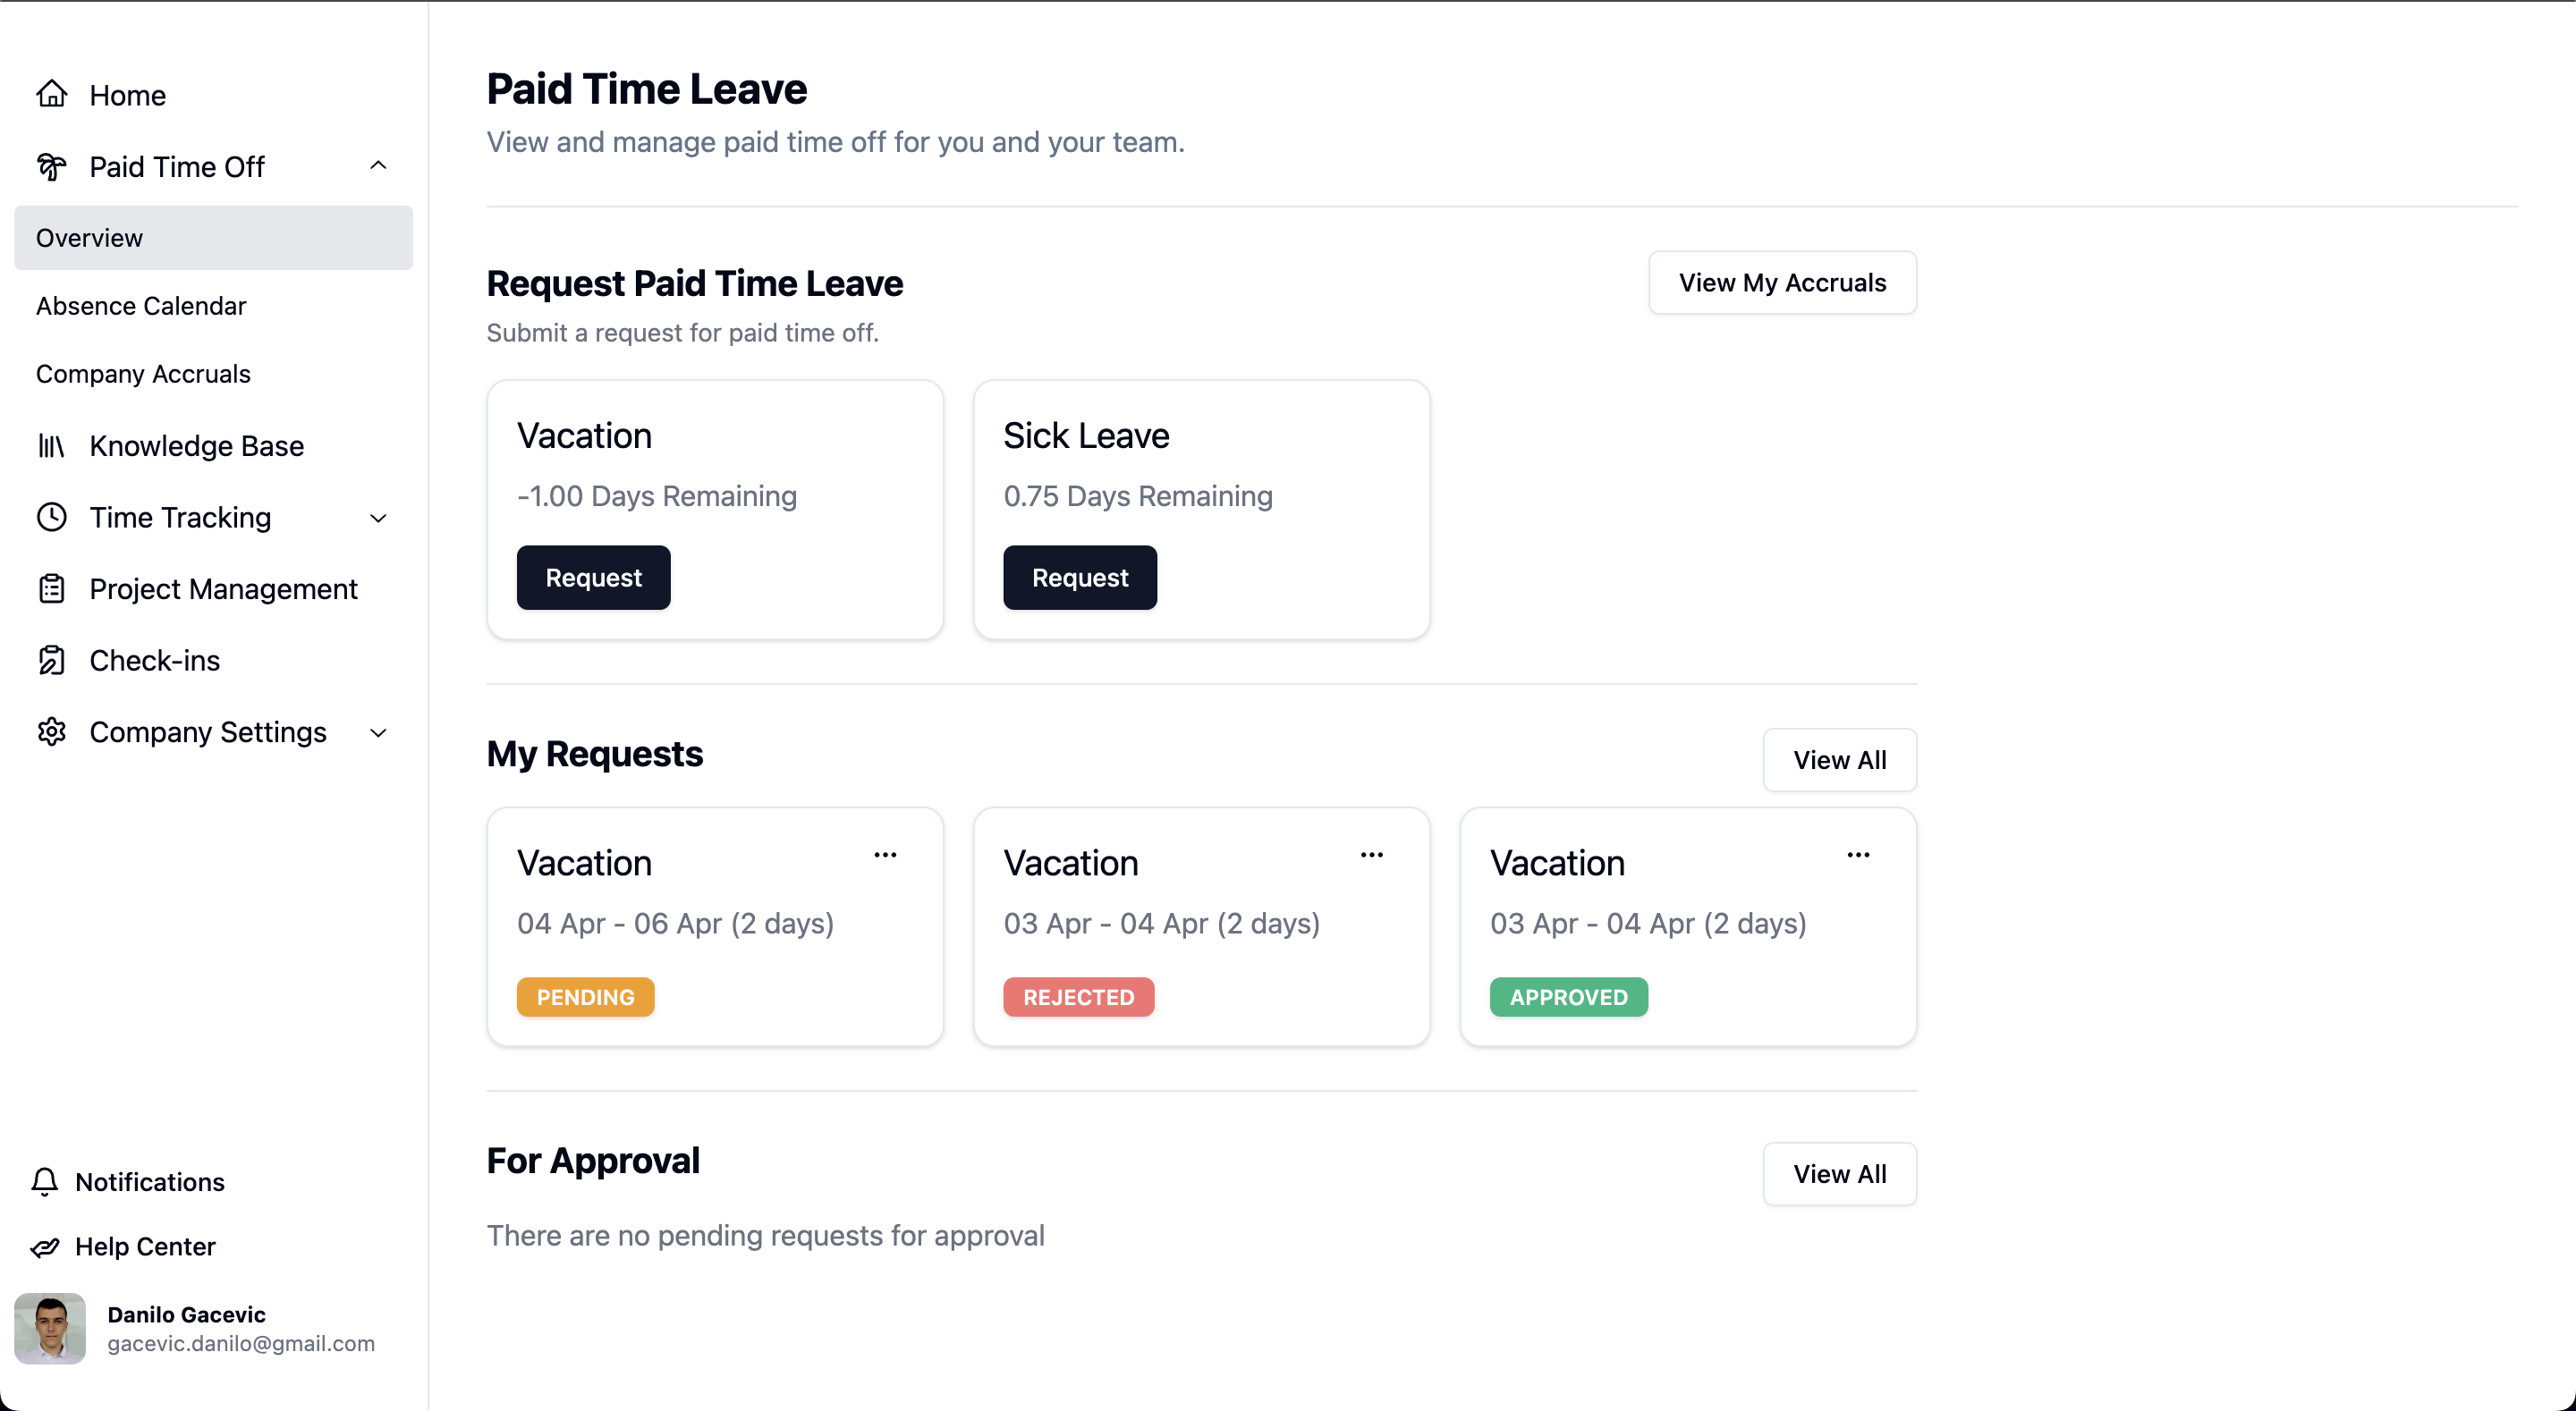 Home
Paid Time Off
Overview
Absence Calendar
Company Accruals
Knowledge Base
Time Tracking
Project Management
Check-ins
Company Settings
Notifications
Help Center
Danilo Gacevic
gacevic.danilo@gmail.com
Paid Time Leave
View and manage paid time off for you and your team.
Request Paid Time Leave
View My Accruals
Submit a request for paid time off.
Vacation
-1.00 Days Remaining
Request
Sick Leave
0.75 Days Remaining
Request
My Requests
View All
Vacation
04 Apr - 06 Apr (2 days)
PENDING
Vacation
03 Apr - 04 Apr (2 days)
REJECTED
Vacation
03 Apr - 04 Apr (2 days)
APPROVED
For Approval
View All
There are no pending requests for approval